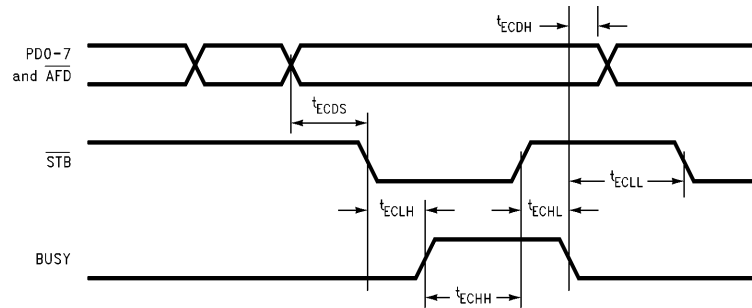 tECDH
PD0-7
and AFD
tECDS
STB
tECLL
tECLH
tECHL
BUSY
tECHH